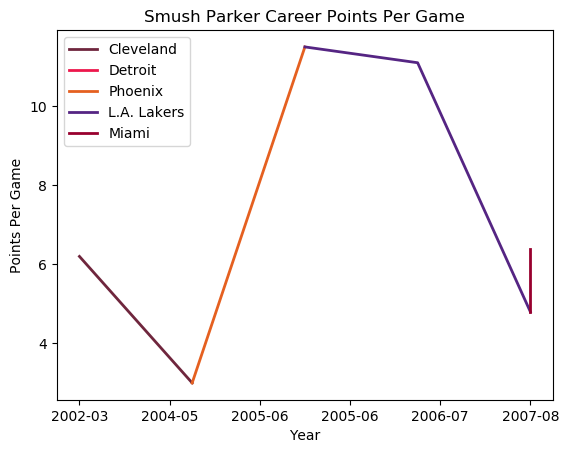 Smush Parker Career Points Per Game
Cleveland
Detroit
Phoenix
L.A. Lakers
Miami
Points Per Game
10
8
6
4
2002-03 2004-05 2005-06 2005-06 2006-07 2007-08
Year